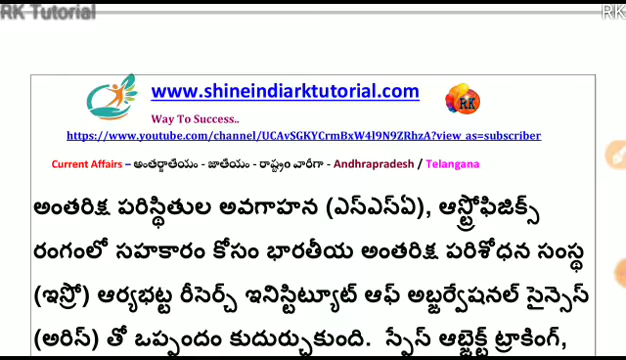 RK Tutorial
RK
www.shineindiarktutorial.com
RK
Way To Success..
https://www.youtube.com/channel/UCAvSGKYCrmBxW4l9N9ZRhzA?view_as=subscriber
Current Affairs – అంతర్జాతీయం - జాతీయం - రాష్ట్రం వారీగా - Andhrapradesh / Telangana
అంతరిక్ష పరిస్థితుల అవగాహన (ఎస్ఎస్ఏ), ఆస్ట్రోఫిజిక్స్
రంగంలో సహకారం కోసం భారతీయ అంతరిక్ష పరిశోధన సంస్థ
(ఇస్రో) ఆర్యభట్ట రీసెర్చ్ ఇనిస్టిట్యూట్ ఆఫ్ అబ్జర్వేషనల్ సైన్సెస్
(అరిస్) తో ఒప్పందం కుదుర్చుకుంది. స్పేస్ ఆబ్జెక్ట్ ట్రాకింగ్,